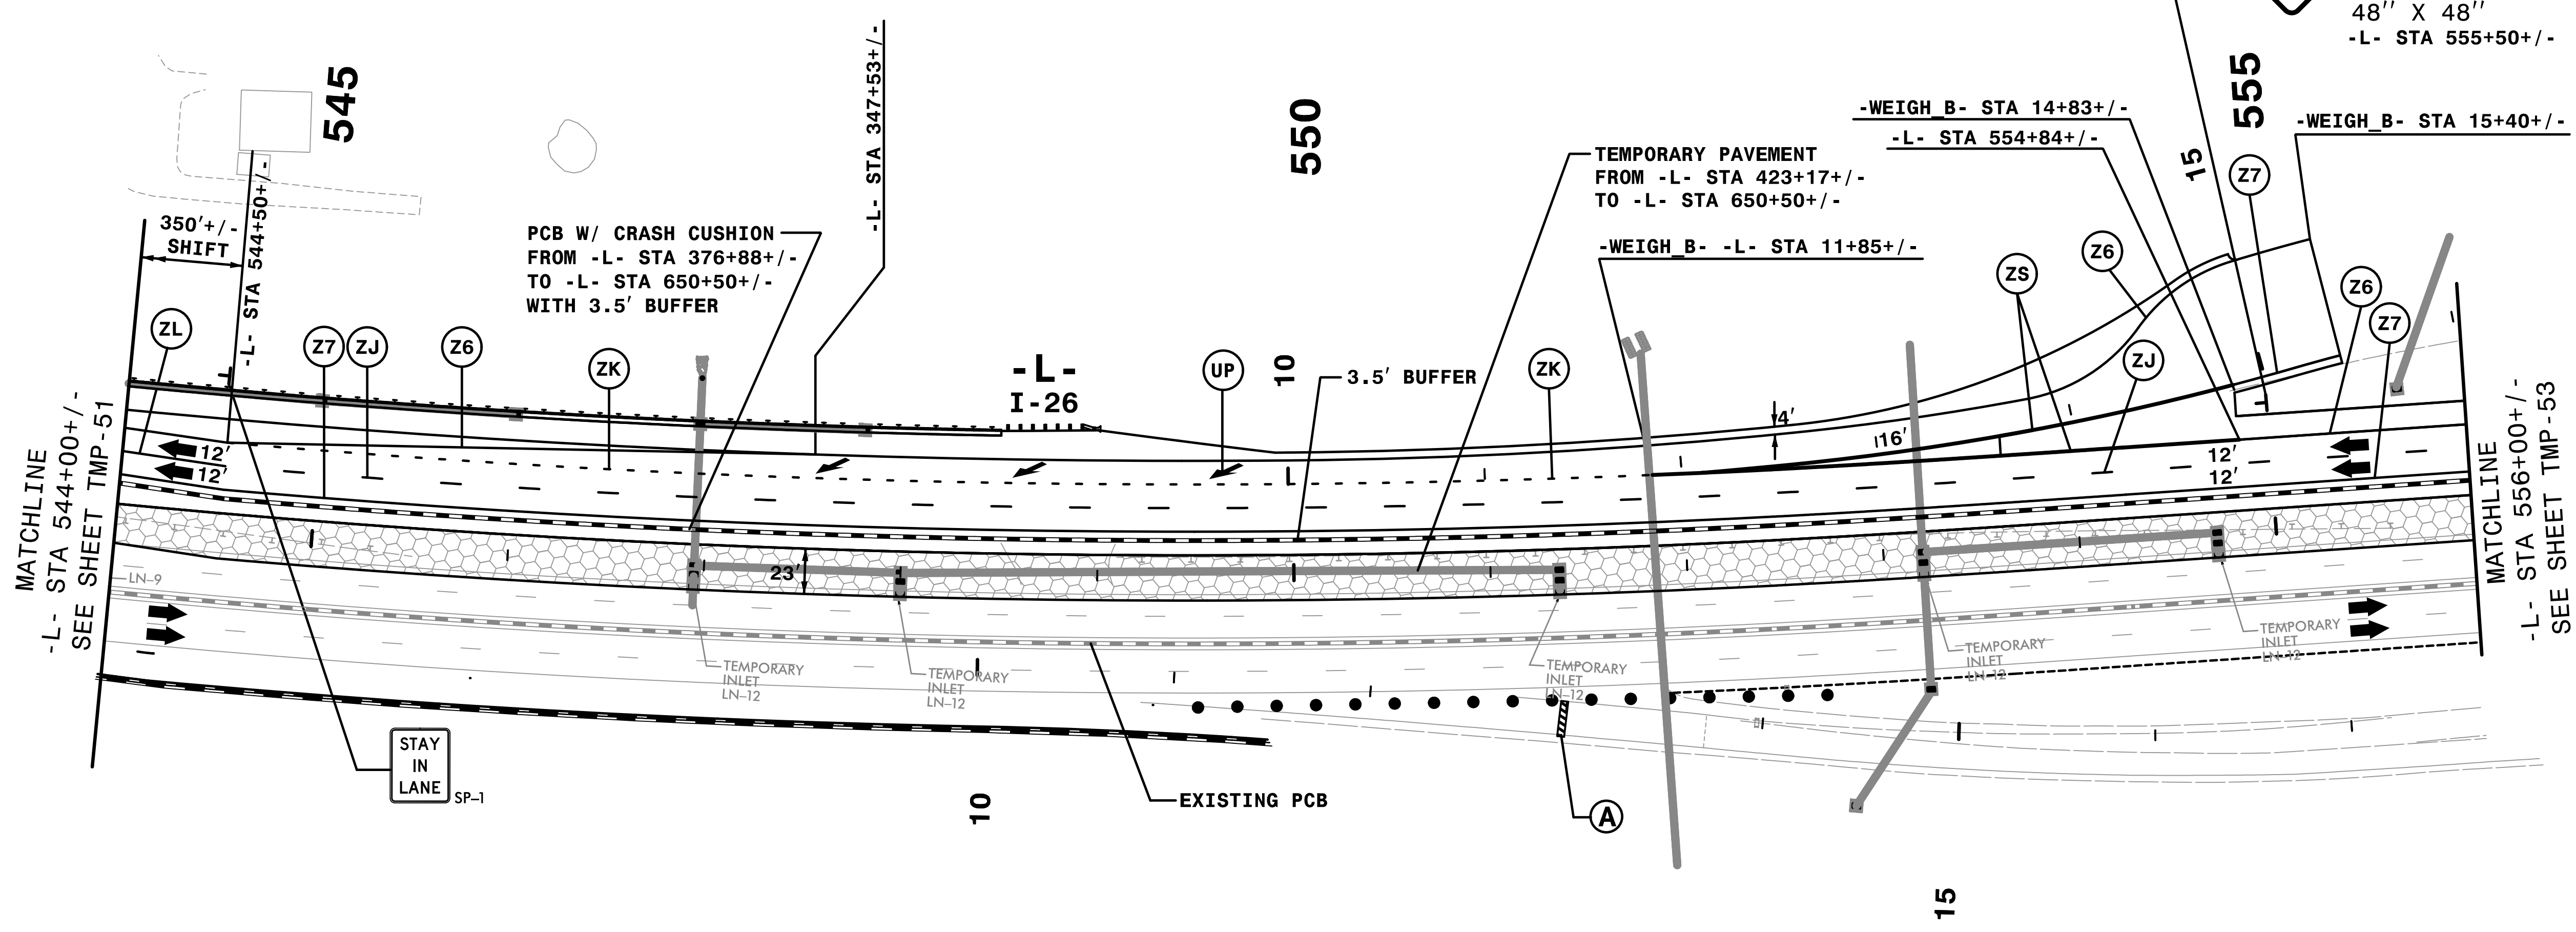 48" X 48"
-L- STA 555+50+/-
545
550
555
-L- STA 347+53+/-
-WEIGH_B- STA 14+83+/-
-L- STA 554+84+/-
-WEIGH_B- STA 15+40+/-
15
Z7
TEMPORARY PAVEMENT
FROM -L- STA 423+17+/-
TO -L- STA 650+50+/-
-WEIGH_B- -L- STA 11+85+/-
350'+/-
SHIFT
-L- STA 544+50+/-
PCB W/ CRASH CUSHION
FROM -L- STA 376+88+/-
TO -L- STA 650+50+/-
WITH 3.5' BUFFER
ZL
Z7
ZJ
Z6
ZK
-L-
I-26
UP
10
3.5' BUFFER
ZK
ZS
Z6
ZJ
Z6
Z7
4'
16'
12'
12'
12'
12'
23'
MATCHLINE
-L- STA 544+00+/-
SEE SHEET TMP-51
MATCHLINE
-L- STA 556+00+/-
SEE SHEET TMP-53
LN-9
TEMPORARY
INLET
LN-12
TEMPORARY
INLET
LN-12
TEMPORARY
INLET
LN-12
TEMPORARY
INLET
LN-12
TEMPORARY
INLET
LN-12
STAY
IN
LANE
SP-1
10
EXISTING PCB
A
15